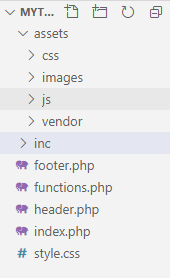 MYT...
assets
css
images
js
vendor
inc
footer.php
functions.php
header.php
index.php
# style.css